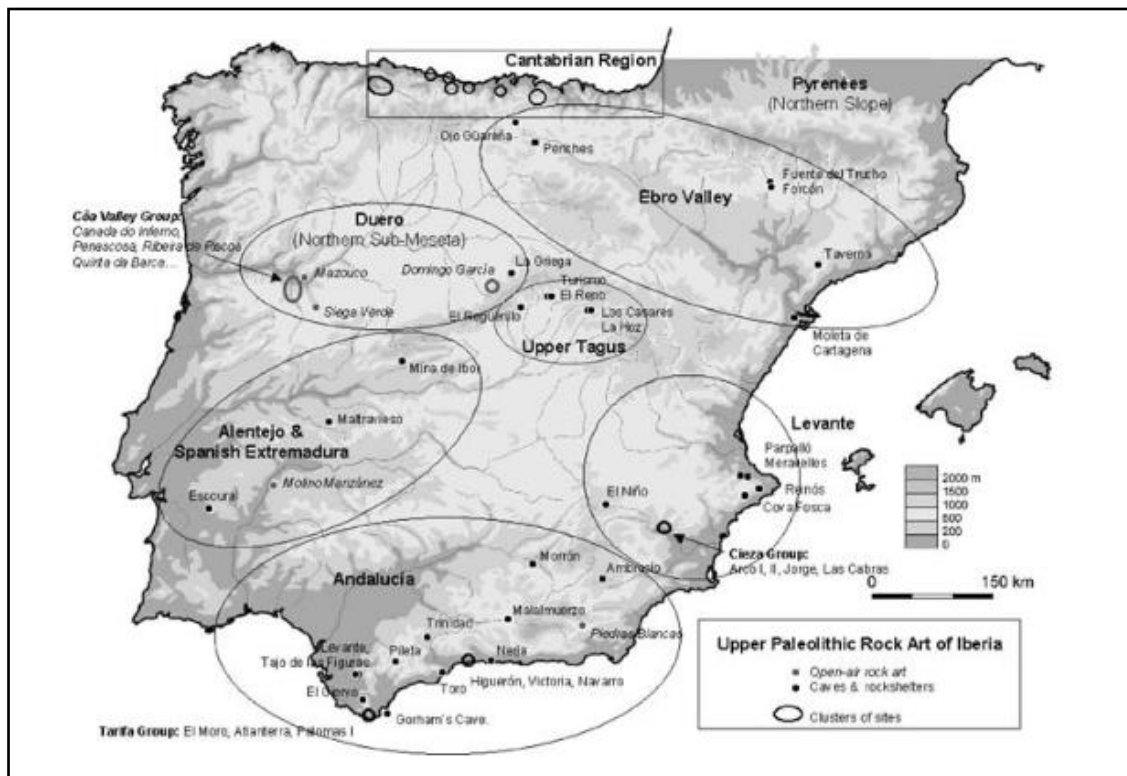 Cantabrian Region
Pyrenees
(Northern Slope)
Ojo Güareña
Penches
Fuente del Trucho
Forcón
Ebro Valley
Côa Valley Group:
Canada do Inferno,
Penascosa, Ribeira de Piscos
Quinta da Barca...
Duero
(Northern Sub-Meseta)
Mazouco
Domingo García
La Griega
Taverna
Siega Verde
Turismo
El Reno
El Reguerillo
Los Casares
La Hoz
Upper Tagus
Moleta de
Cartagena
Mina de Ibor
Maltravieso
Levante
Alentejo &
Spanish Extremadura
Parpalló
Meravelles
2000 m
1500
1000
500
200
0
Molino Manzánez
El Niño
Reinós
Cova Fosca
Escoural
Cieza Group:
Arco I, II, Jorge, Las Cabras
Morrón
Ambrosio
0 150 km
Andalucía
Malalmuerzo
Piedras Blancas
Trinidad
Upper Paleolithic Rock Art of Iberia
Levante,
Tajo de las Figuras
Pileta
Nerja
Open-air rock art
Toro
Higuerón, Victoria, Navarro
Caves & rockshelters
El Ciervo
Gorham's Cave.
Clusters of sites
Tarifa Group: El Moro, Atlanterra, Palomas I